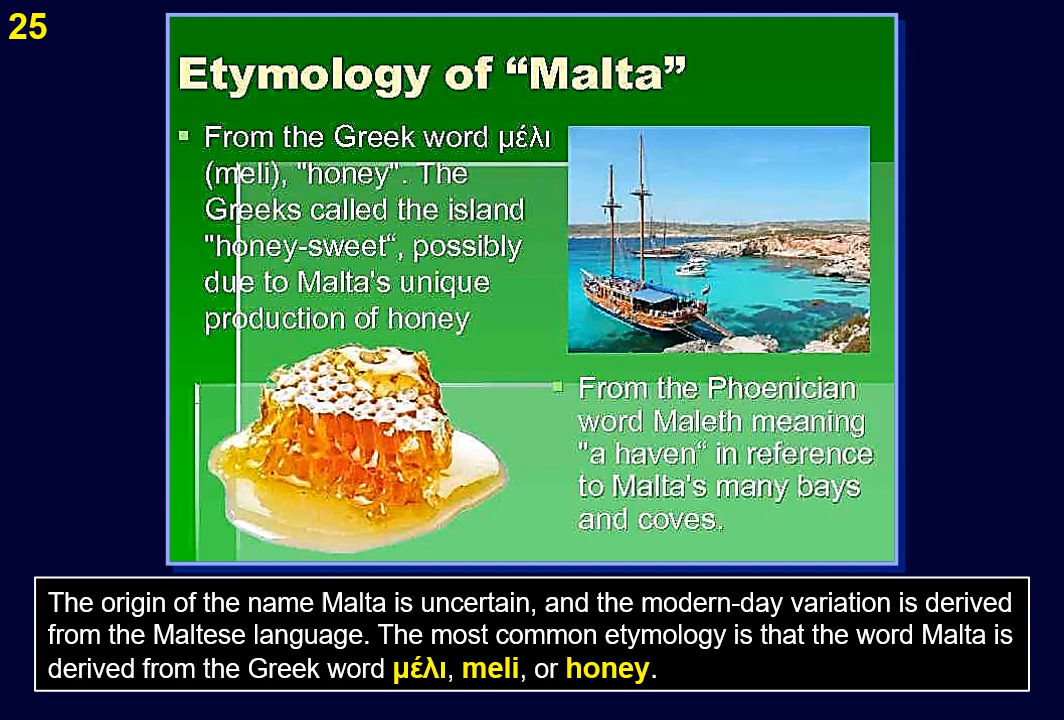 25
Etymology of “Malta”
▪ From the Greek word μέλι
(meli), "honey". The
Greeks called the island
"honey-sweet“, possibly
due to Malta's unique
production of honey
▪ From the Phoenician
word Maleth meaning
"a haven“ in reference
to Malta's many bays
and coves.
The origin of the name Malta is uncertain, and the modern-day variation is derived
from the Maltese language. The most common etymology is that the word Malta is
derived from the Greek word μέλι, meli, or honey.